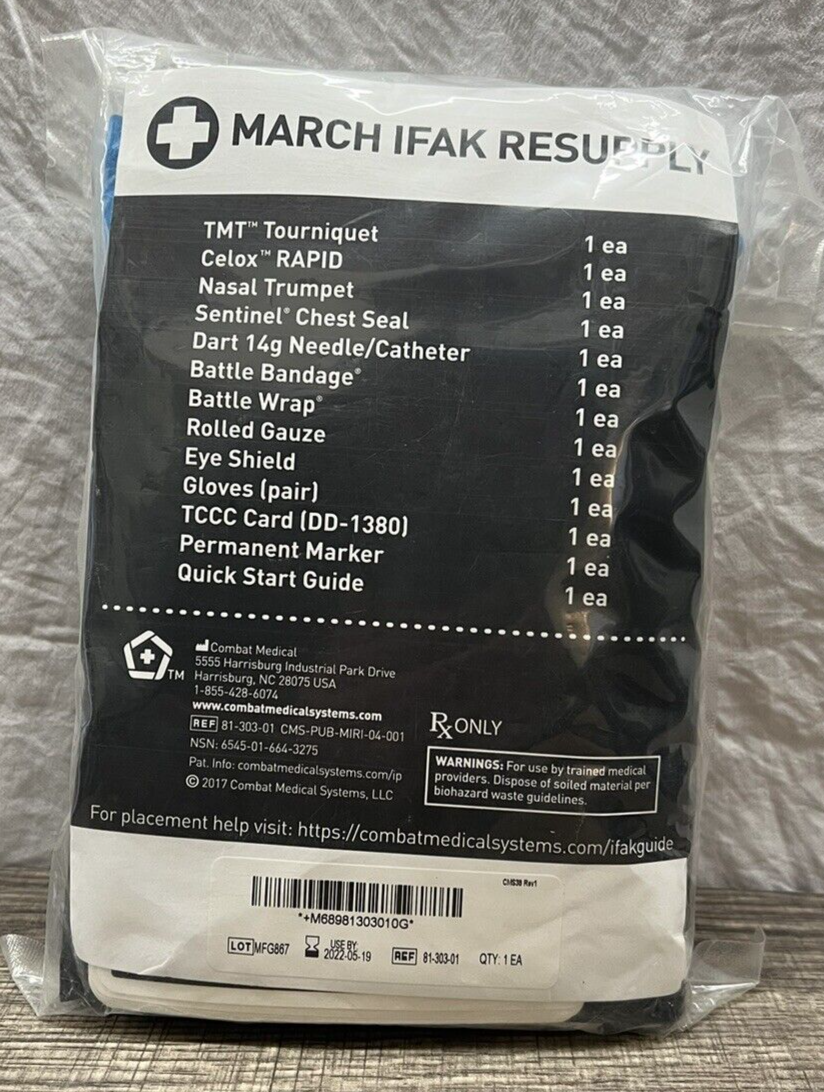 MARCH IFAK RESUPPLY
TMT™ Tourniquet 1 ea
Celox™ RAPID 1 ea
Nasal Trumpet 1 ea
Sentinel® Chest Seal 1 ea
Dart 14g Needle/Catheter 1 ea
Battle Bandage® 1 ea
Battle Wrap® 1 ea
Rolled Gauze 1 ea
Eye Shield 1 ea
Gloves (pair) 1 ea
TCCC Card (DD-1380) 1 ea
Permanent Marker 1 ea
Quick Start Guide 1 ea
TM
Combat Medical
5555 Harrisburg Industrial Park Drive
Harrisburg, NC 28075 USA
1-855-428-6074
www.combatmedicalsystems.com
REF 81-303-01 CMS-PUB-MIRI-04-001
NSN: 6545-01-664-3275
Pat. Info: combatmedicalsystems.com/ip
© 2017 Combat Medical Systems, LLC
Rx ONLY
WARNINGS: For use by trained medical
providers. Dispose of soiled material per
biohazard waste guidelines.
For placement help visit: https://combatmedicalsystems.com/ifakguide
CMS38 Rev1
*+M68981303010G*
LOT MFG867
USE BY:
2022-05-19
REF 81-303-01
QTY: 1 EA